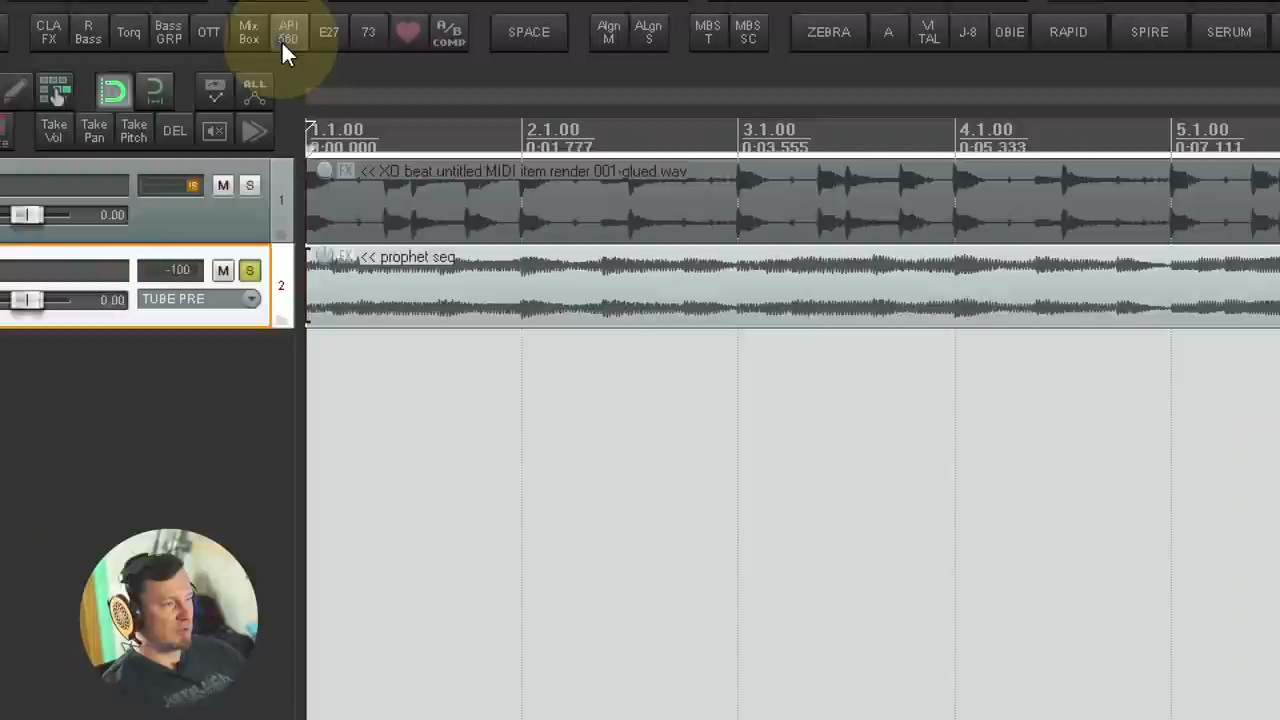 CLA FX
R Bass
Torq
Bass GRP
OTT
Mix Box
API 560
E27
73
A/B COMP
SPACE
Algn M
ALgn S
MBS T
MBS SC
ZEBRA
A
VI TAL
J-8
OBIE
RAPID
SPIRE
SERUM
ALL
Take Vol
Take Pan
Take Pitch
DEL
1.1.00
2.1.00
3.1.00
4.1.00
5.1.00
0:00.000
0:01.777
0:03.555
0:05.333
0:07.111
M
S
1
FX
<< XO beat untitled MIDI item render 001-glued.wav
0.00
-100
M
S
2
FX
<< prophet seq
0.00
TUBE PRE